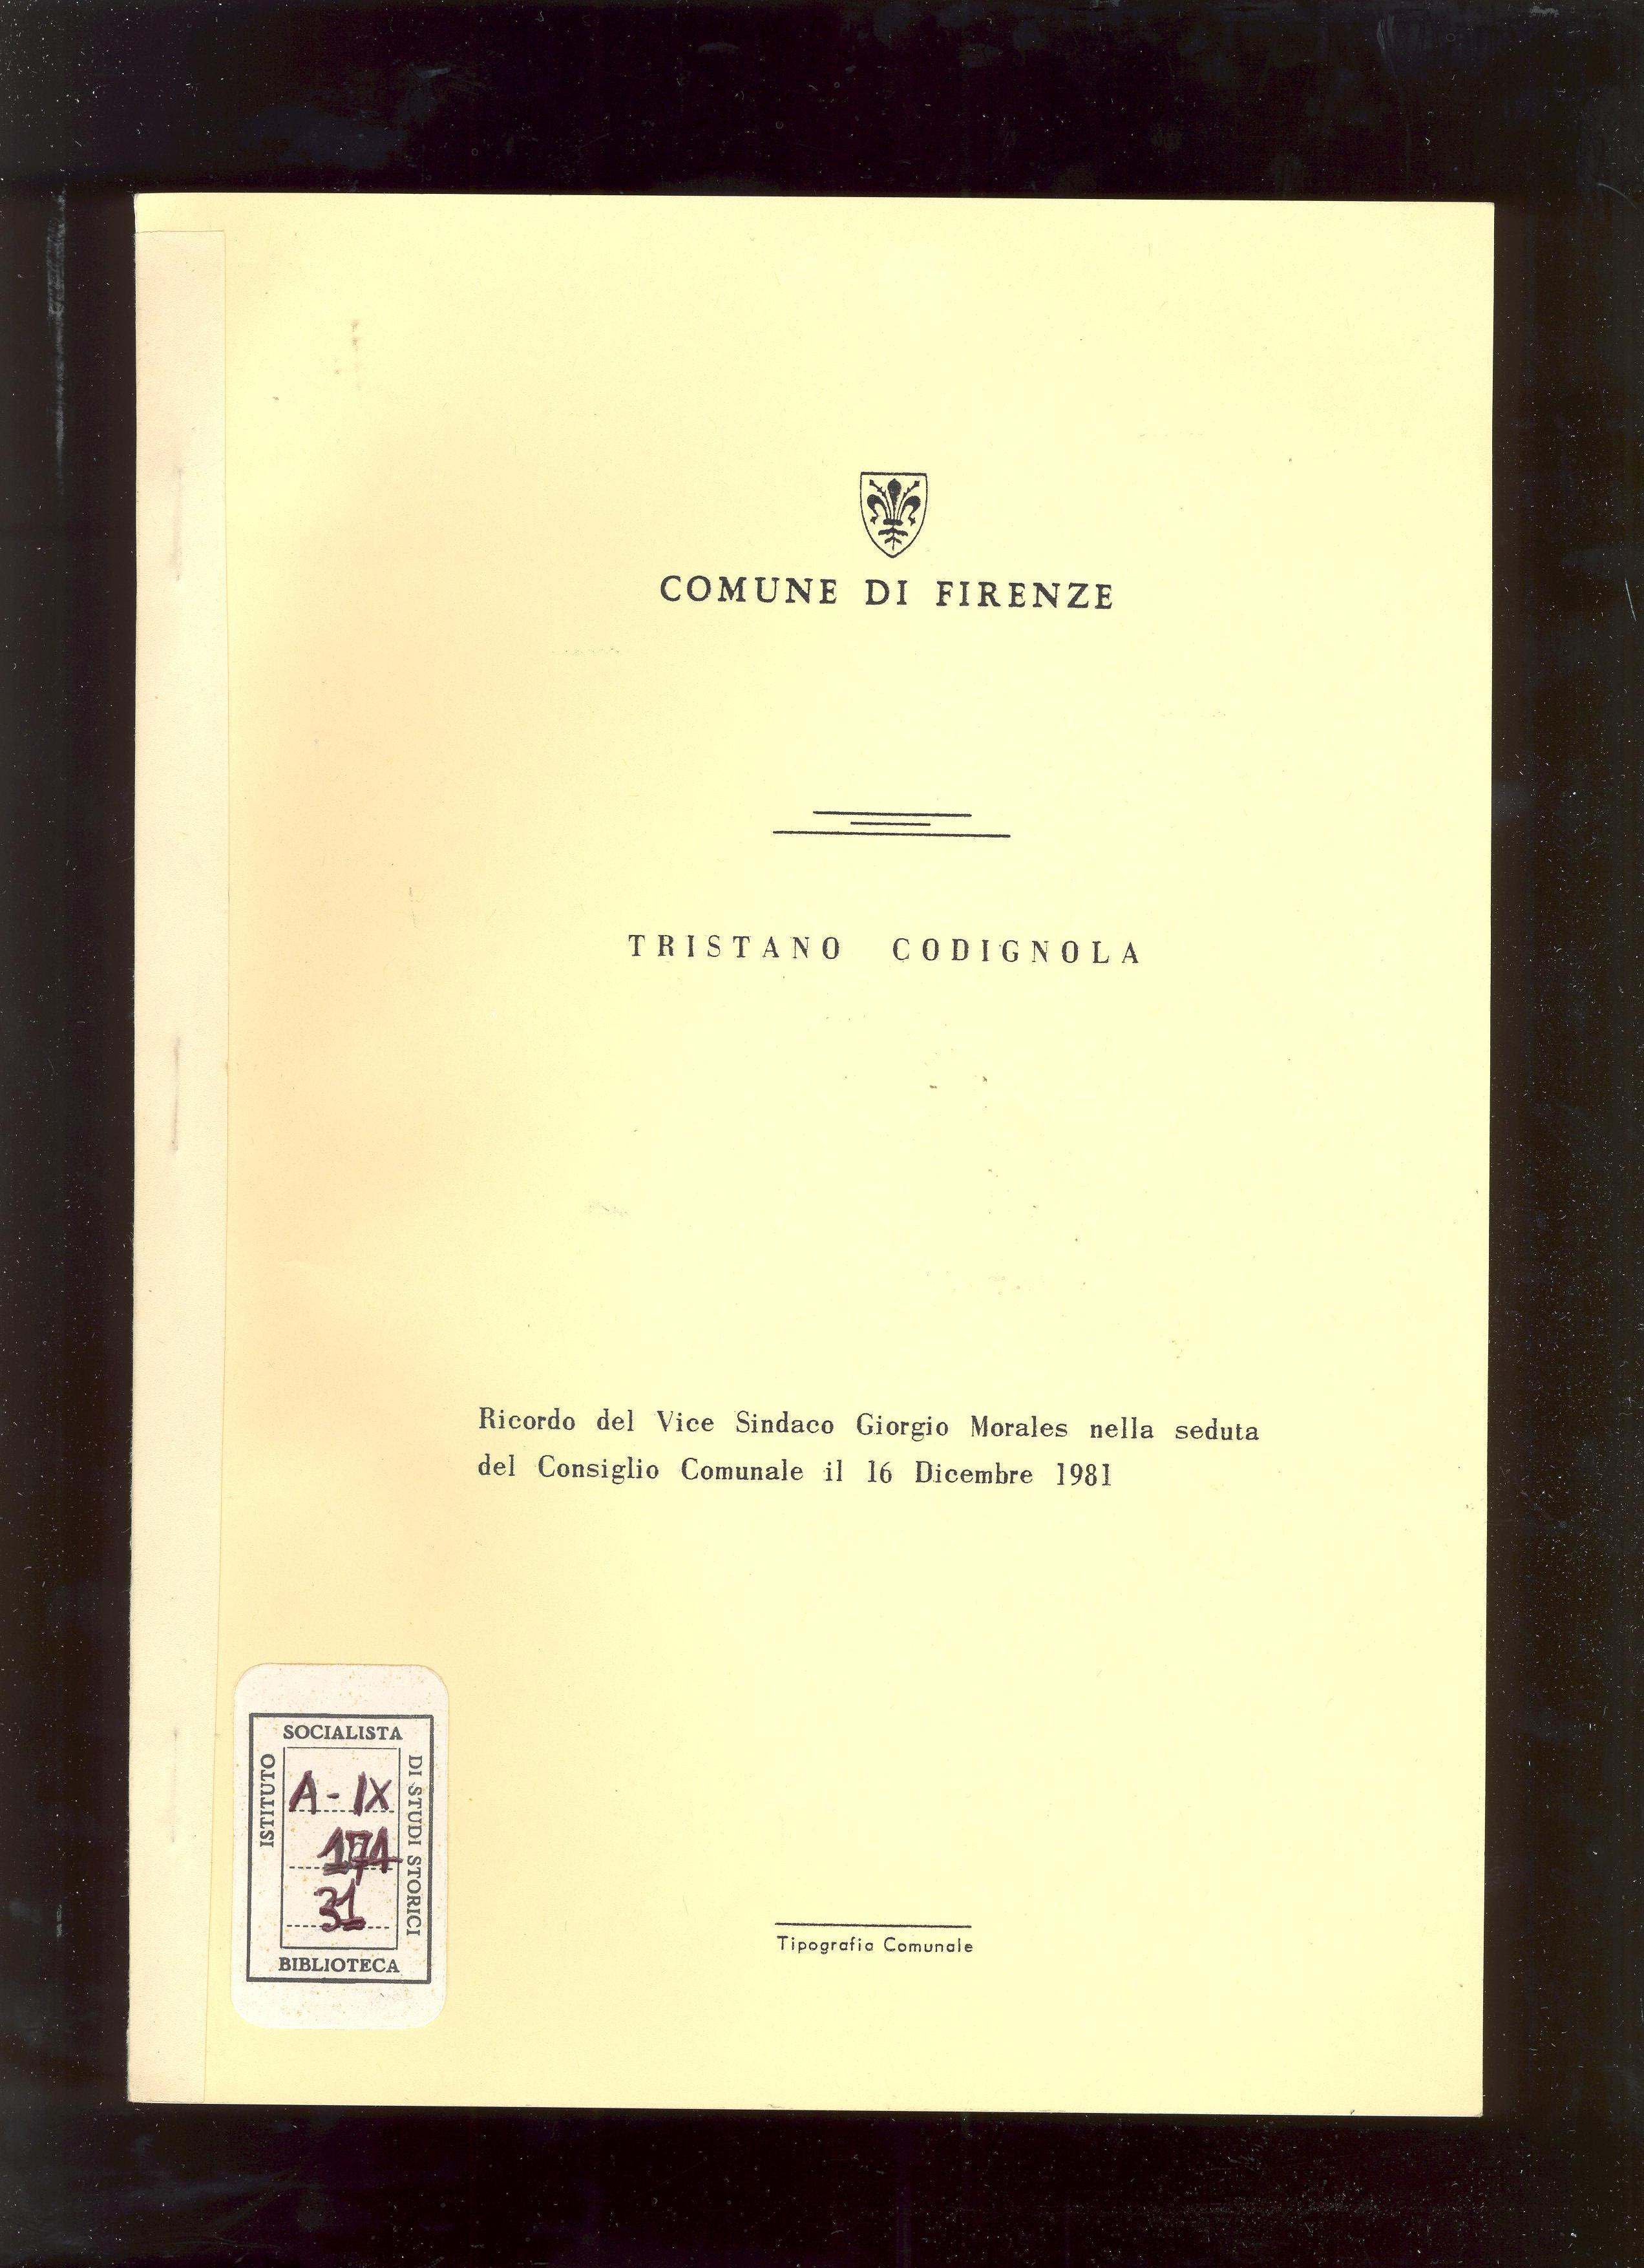 COMUNE DI FIRENZE
TRISTANO CODIGNOLA
Ricordo del Vice Sindaco Giorgio Morales nella seduta
del Consiglio Comunale il 16 Dicembre 1981
SOCIALISTA
ISTITUTO
DI STUDI STORICI
A - IX
31
BIBLIOTECA
Tipografia Comunale